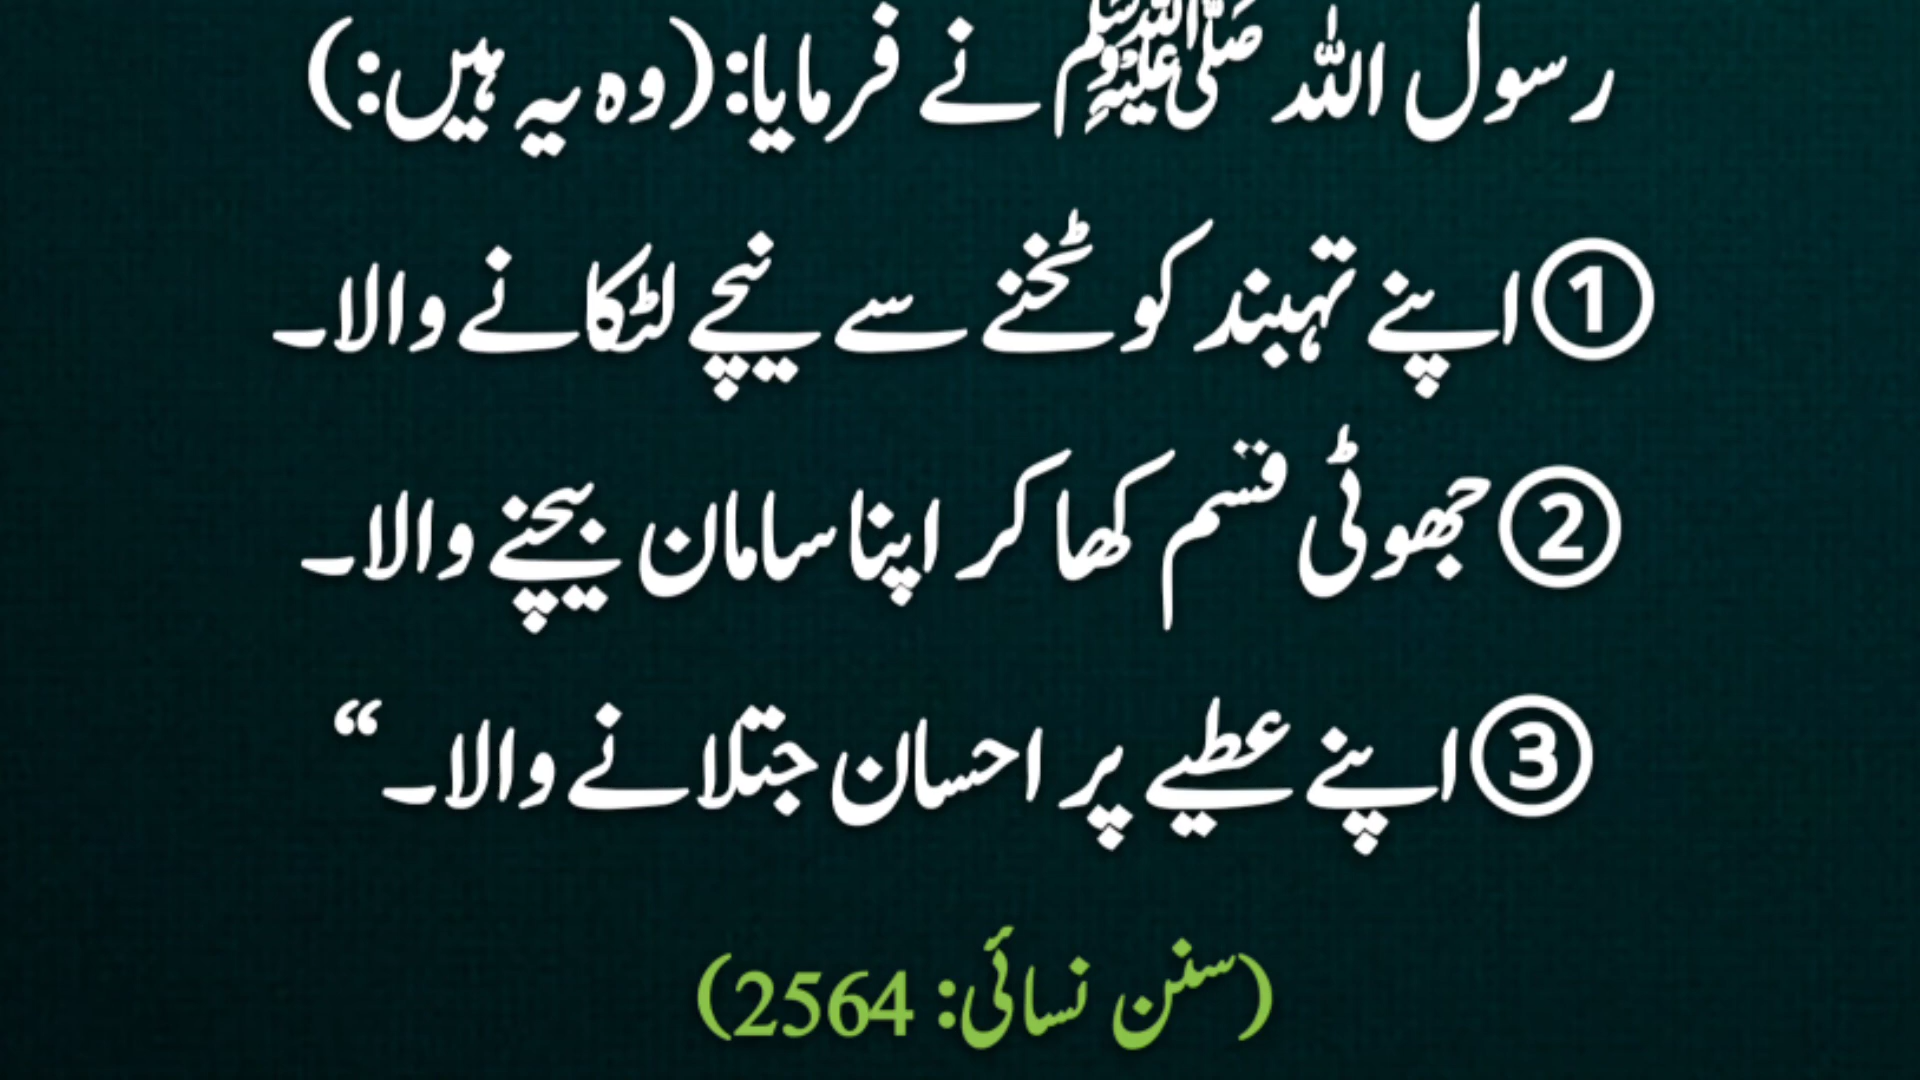 رسول اللہ ﷺ نے فرمایا: (وہ یہ ہیں:)
① اپنے تہبند کو ٹخنے سے نیچے لٹکانے والا۔
② جھوٹی قسم کھا کر اپنا سامان بیچنے والا۔
③ اپنے عطیے پر احسان جتلانے والا۔“
(سنن نسائی: 2564)